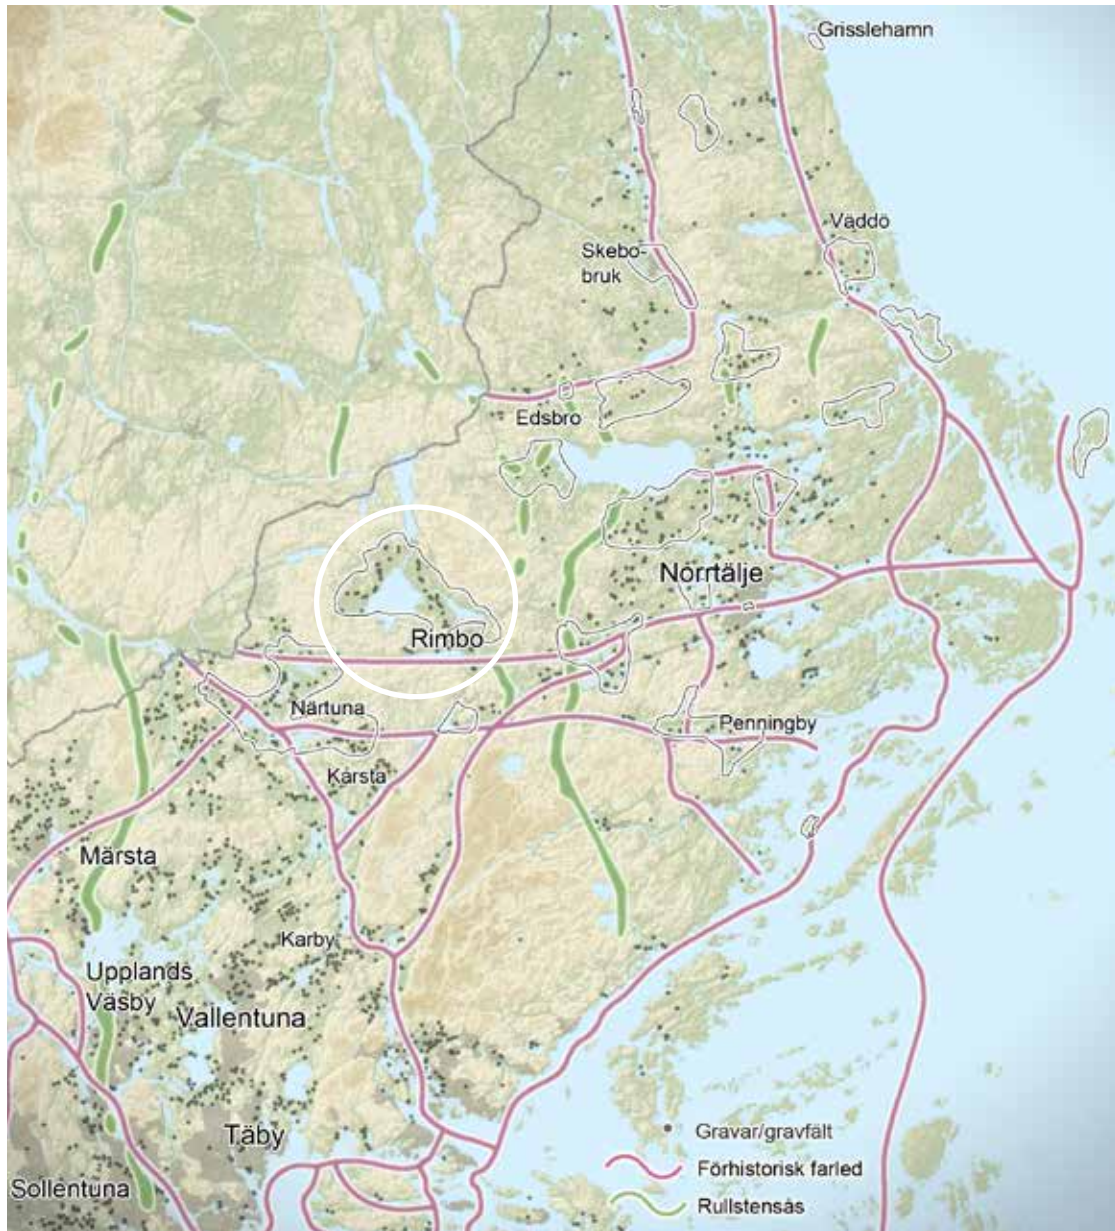 Grisslehamn
Väddö
Skebo-
bruk
Edsbro
Norrtälje
Rimbo
Närtuna
Penningby
Kårsta
Märsta
Karby
Upplands
Väsby
Vallentuna
Täby
Sollentuna
Gravar/gravfält
Förhistorisk farled
Rullstensås